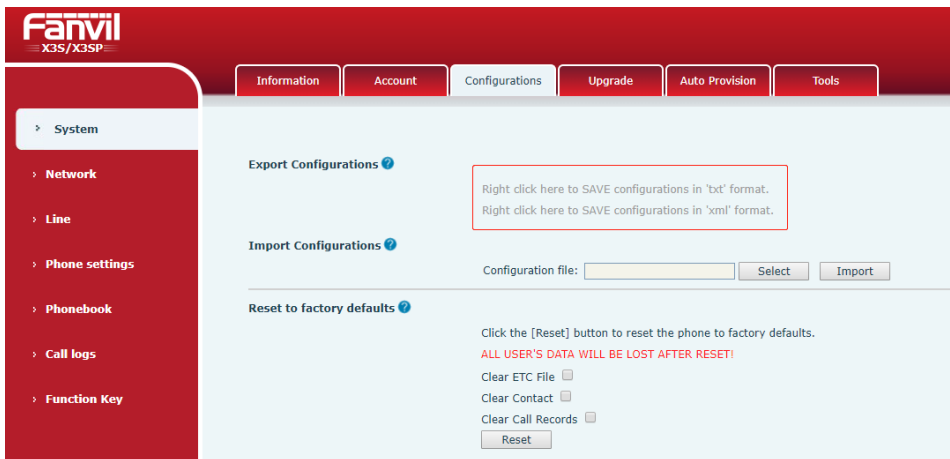 Fanvil
X3S/X3SP
Information Account Configurations Upgrade Auto Provision Tools
› System
› Network
› Line
› Phone settings
› Phonebook
› Call logs
› Function Key
Export Configurations ?
Right click here to SAVE configurations in 'txt' format.
Right click here to SAVE configurations in 'xml' format.
Import Configurations ?
Configuration file: Select Import
Reset to factory defaults ?
Click the [Reset] button to reset the phone to factory defaults.
ALL USER'S DATA WILL BE LOST AFTER RESET!
Clear ETC File
Clear Contact
Clear Call Records
Reset